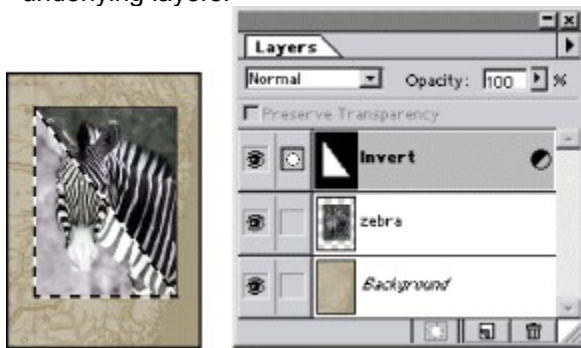 underlying layers.
Layers
Normal Opacity: 100 %
Preserve Transparency
Invert
zebra
Background